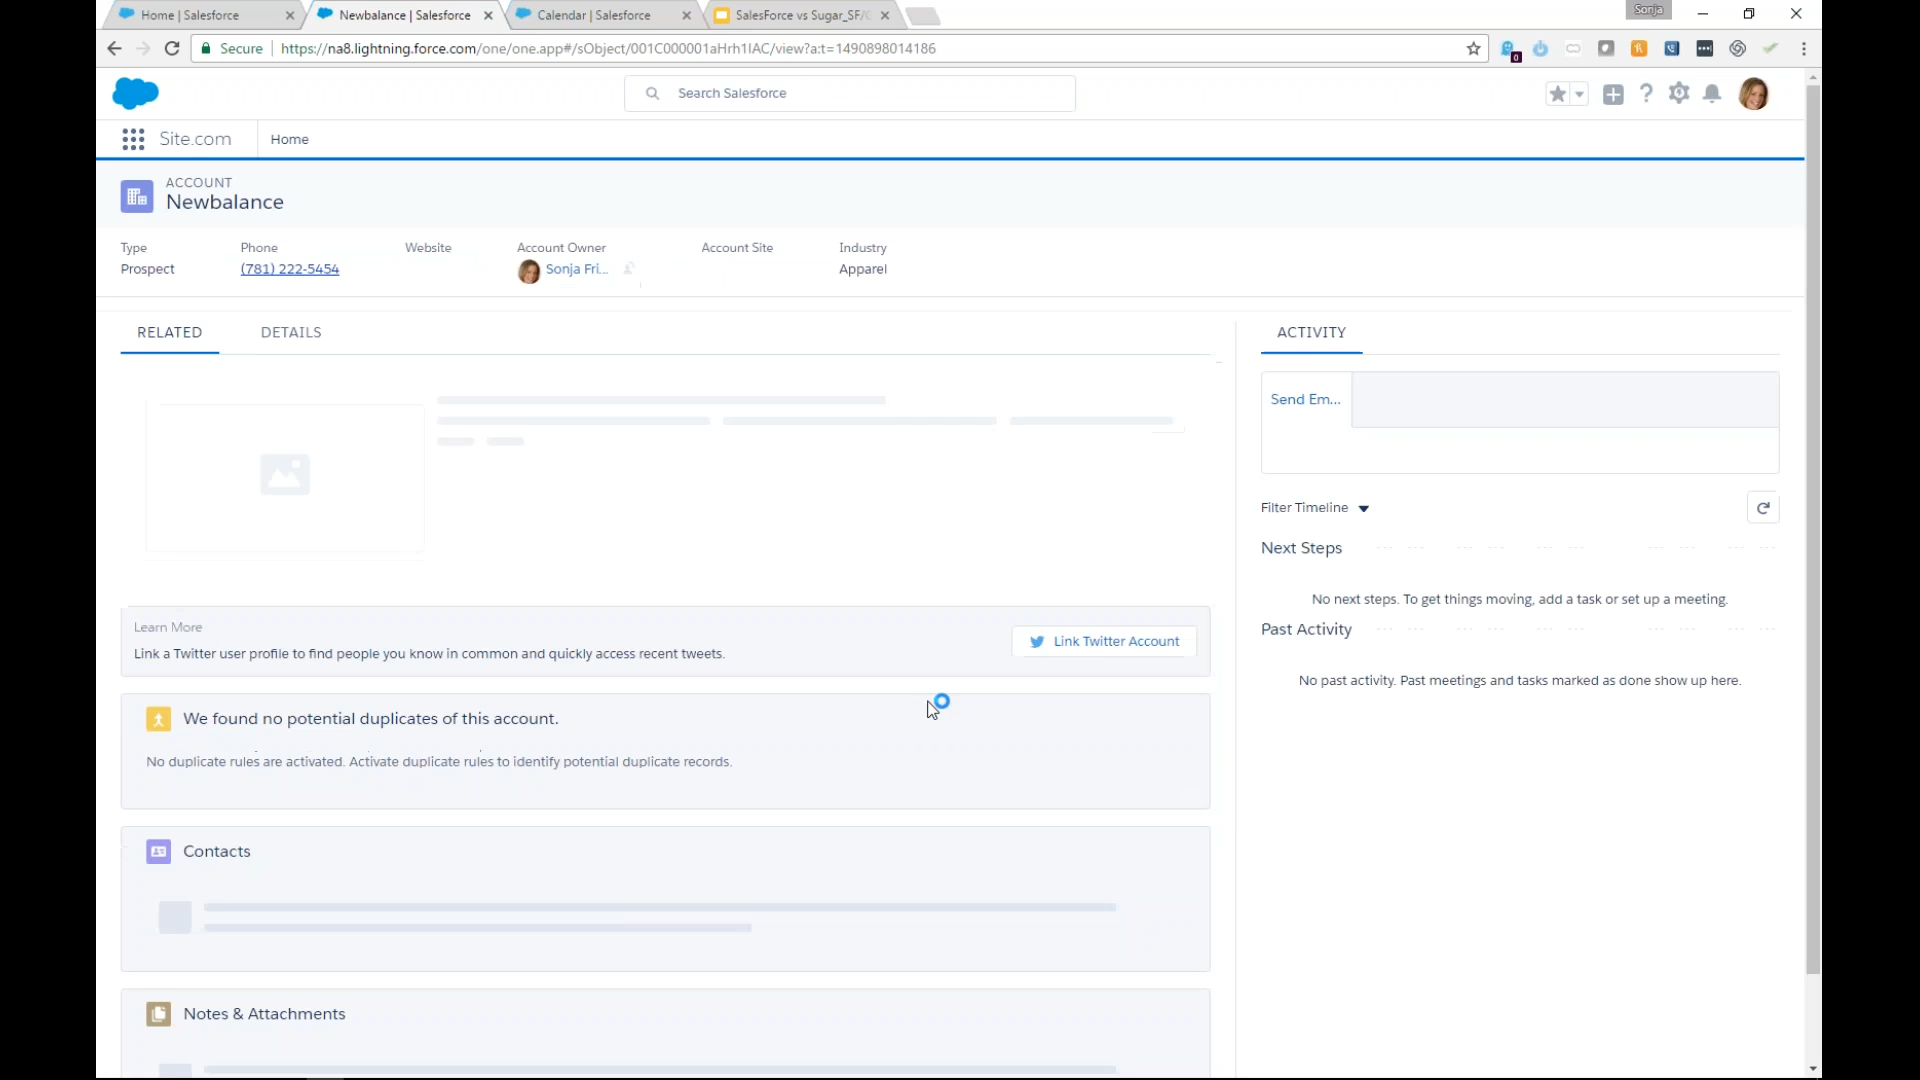 Home | Salesforce
Newbalance | Salesforce
Calendar | Salesforce
SalesForce vs Sugar_SF/
Sonja
Secure
https://na8.lightning.force.com/one/one.app#/sObject/001C000001aHrh1IAC/view?a:t=1490898014186
0
Search Salesforce
Site.com
Home
ACCOUNT
Newbalance
Type
Phone
Website
Account Owner
Account Site
Industry
Prospect
(781) 222-5454
Sonja Fri...
Apparel
RELATED
DETAILS
ACTIVITY
Send Em...
Filter Timeline
Next Steps
No next steps. To get things moving, add a task or set up a meeting.
Past Activity
No past activity. Past meetings and tasks marked as done show up here.
Learn More
Link a Twitter user profile to find people you know in common and quickly access recent tweets.
Link Twitter Account
We found no potential duplicates of this account.
No duplicate rules are activated. Activate duplicate rules to identify potential duplicate records.
Contacts
Notes & Attachments